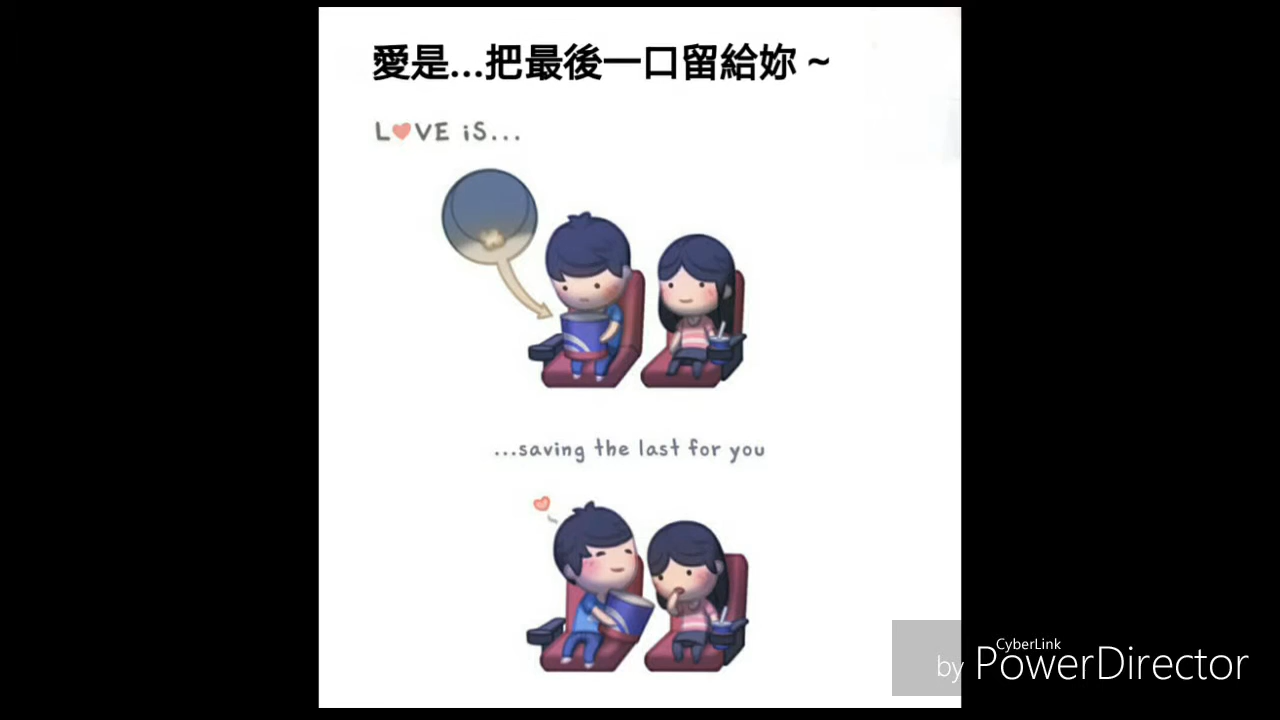 愛是...把最後一口留給妳 ~
L♥VE iS...
...saving the last for you
CyberLink
by PowerDirector